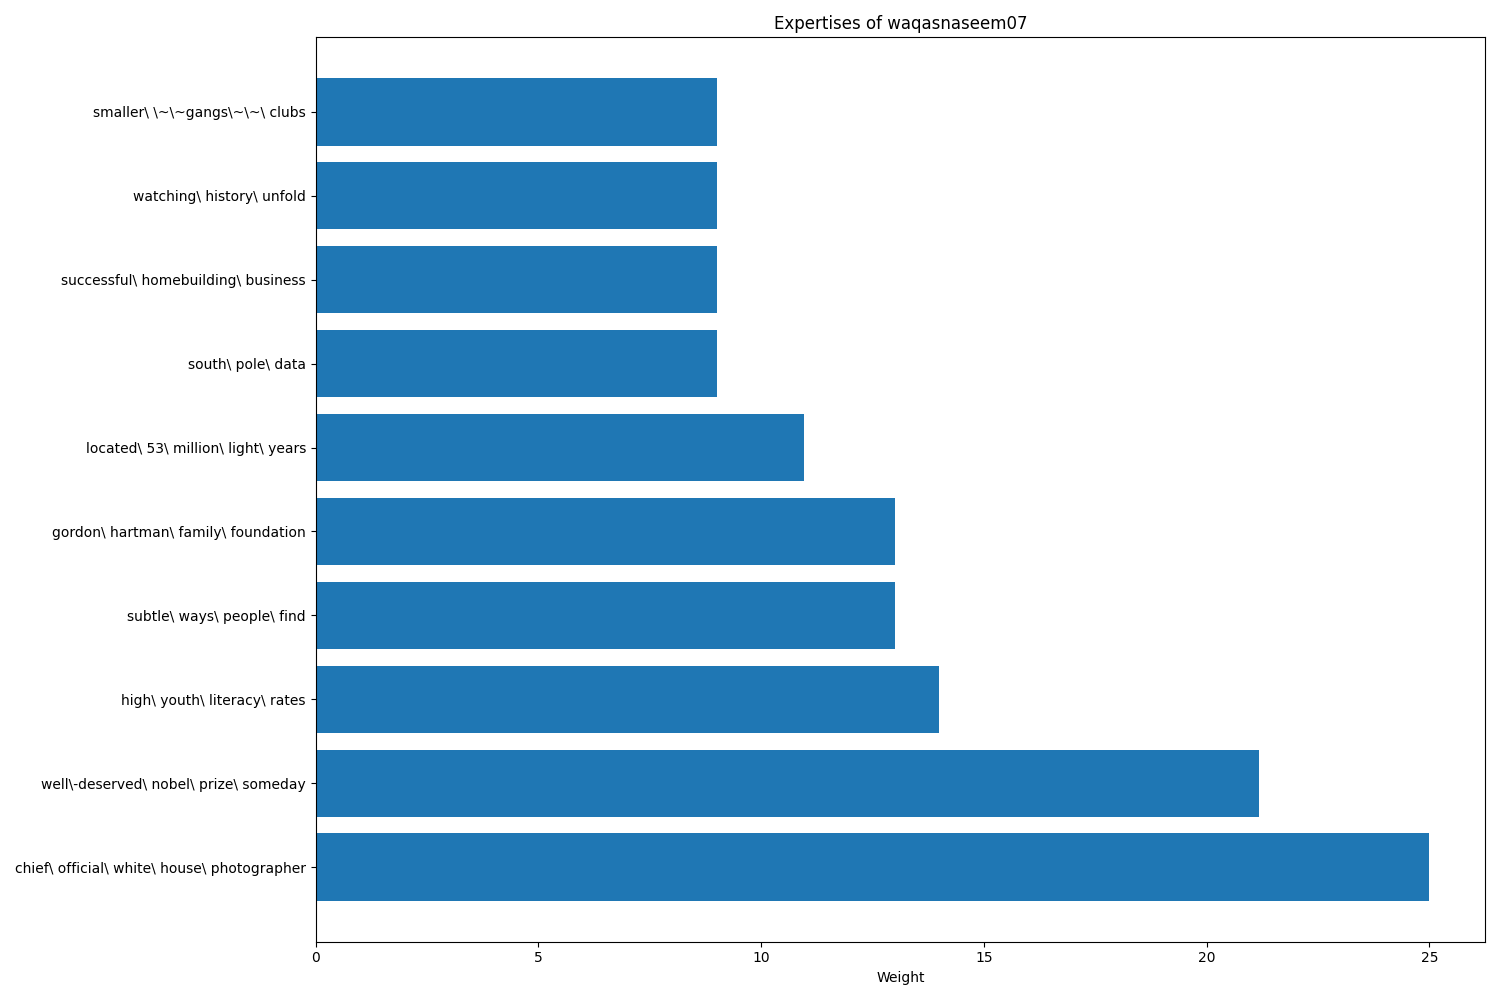 Expertises of waqasnaseem07
smaller\ \~\~gangs\~\~\ clubs
watching\ history\ unfold
successful\ homebuilding\ business
south\ pole\ data
located\ 53\ million\ light\ years
gordon\ hartman\ family\ foundation
subtle\ ways\ people\ find
high\ youth\ literacy\ rates
well\-deserved\ nobel\ prize\ someday
chief\ official\ white\ house\ photographer
0 5 10 15 20 25
Weight